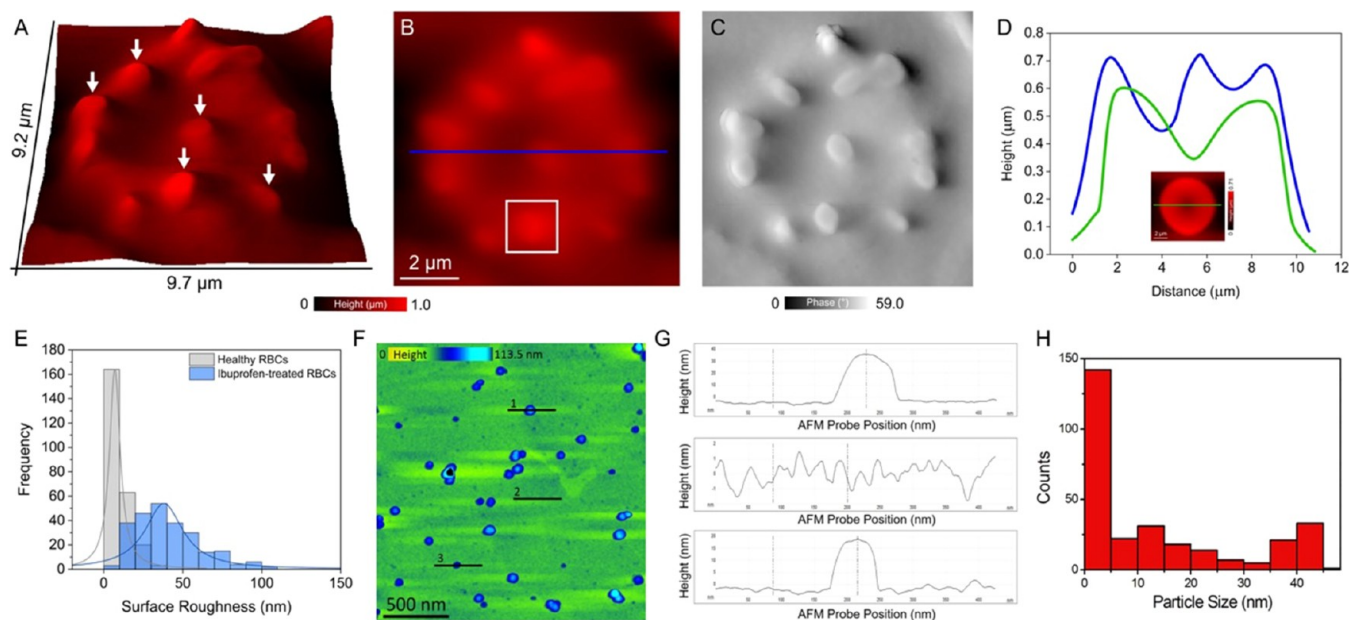 A
9.2 μm
9.7 μm
B
2 μm
0 Height (μm) 1.0
C
0 Phase (°) 59.0
D
Height (μm)
0.8
0.7
0.6
0.5
0.4
0.3
0.2
0.1
0.0
2 μm
0 2 4 6 8 10 12
Distance (μm)
E
Frequency
180
160
140
120
100
80
60
40
20
0
Healthy RBCs
Ibuprofen-treated RBCs
0 50 100 150
Surface Roughness (nm)
F
0 Height 113.5 nm
1
2
3
500 nm
G
Height (nm)
AFM Probe Position (nm)
Height (nm)
AFM Probe Position (nm)
Height (nm)
AFM Probe Position (nm)
H
Counts
150
100
50
0
0 10 20 30 40
Particle Size (nm)